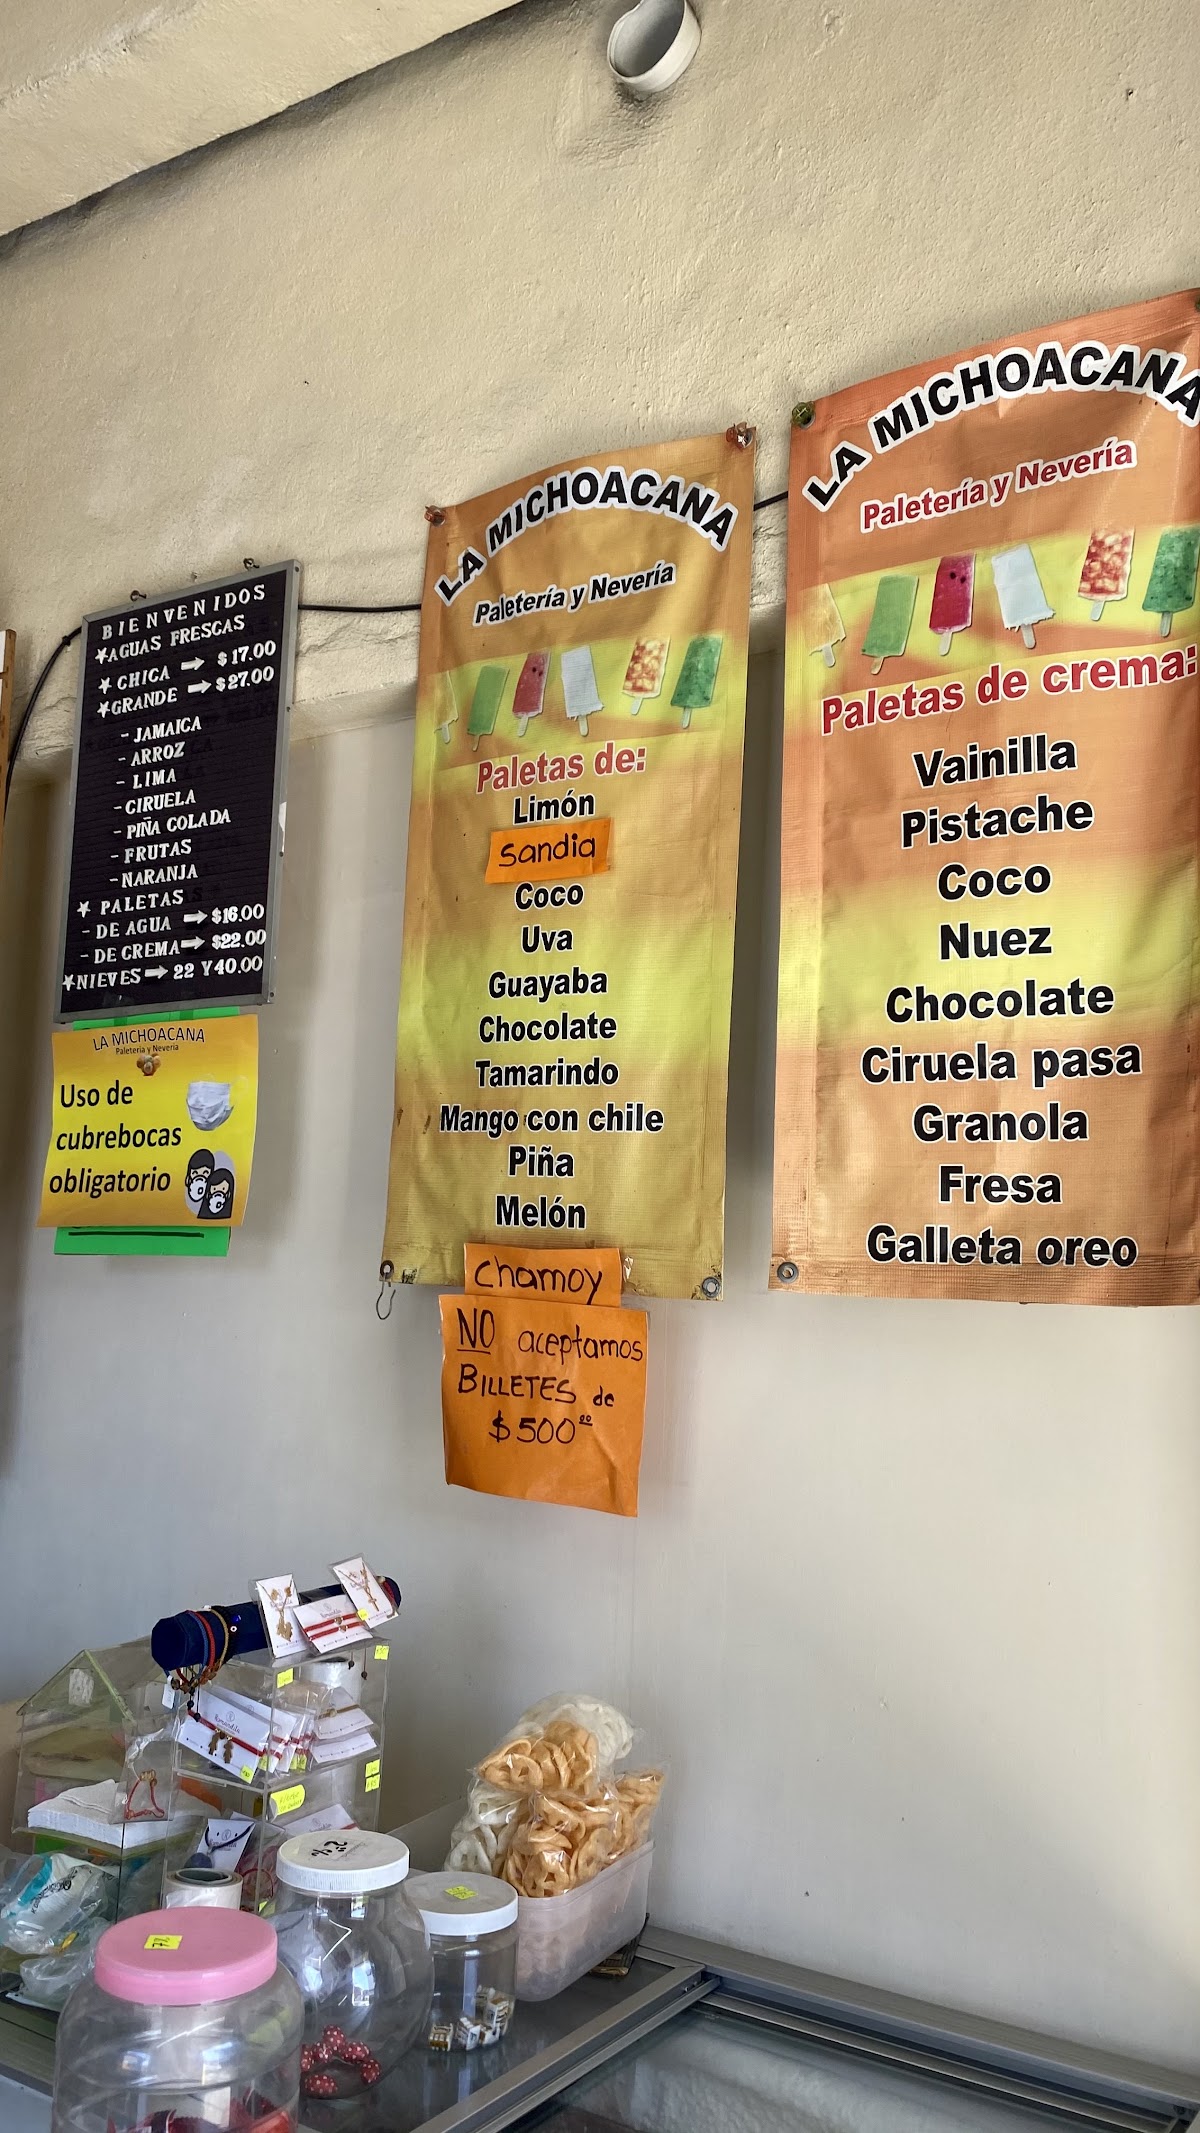 BIENVENIDOS
★AGUAS FRESCAS
★ CHICA → $17.00
★GRANDE → $27.00
- JAMAICA
- ARROZ
- LIMA
- CIRUELA
- PIÑA COLADA
- FRUTAS
- NARANJA
★ PALETAS
- DE AGUA → $16.00
- DE CREMA → $22.00
★NIEVES → 22 Y 40.00
LA MICHOACANA
Paletería y Nevería
Uso de
cubrebocas
obligatorio
LA MICHOACANA
Paletería y Nevería
Paletas de:
Limón
Sandia
Coco
Uva
Guayaba
Chocolate
Tamarindo
Mango con chile
Piña
Melón
chamoy
NO aceptamos
BILLETES de
$500.00
LA MICHOACANA
Paletería y Nevería
Paletas de crema:
Vainilla
Pistache
Coco
Nuez
Chocolate
Ciruela pasa
Granola
Fresa
Galleta oreo